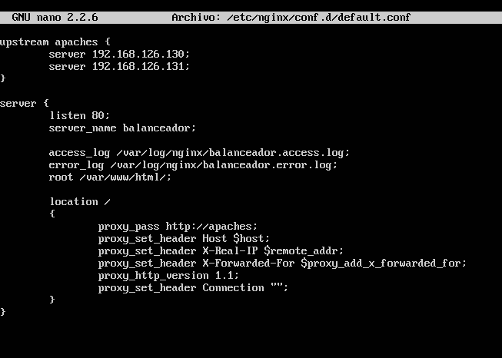 GNU nano 2.2.6 Archivo: /etc/nginx/conf.d/default.conf
upstream apaches {
server 192.168.126.130;
server 192.168.126.131;
}
server {
listen 80;
server_name balanceador;
access_log /var/log/nginx/balanceador.access.log;
error_log /var/log/nginx/balanceador.error.log;
root /var/www/html/;
location /
{
proxy_pass http://apaches;
proxy_set_header Host $host;
proxy_set_header X-Real-IP $remote_addr;
proxy_set_header X-Forwarded-For $proxy_add_x_forwarded_for;
proxy_http_version 1.1;
proxy_set_header Connection "";
}
}